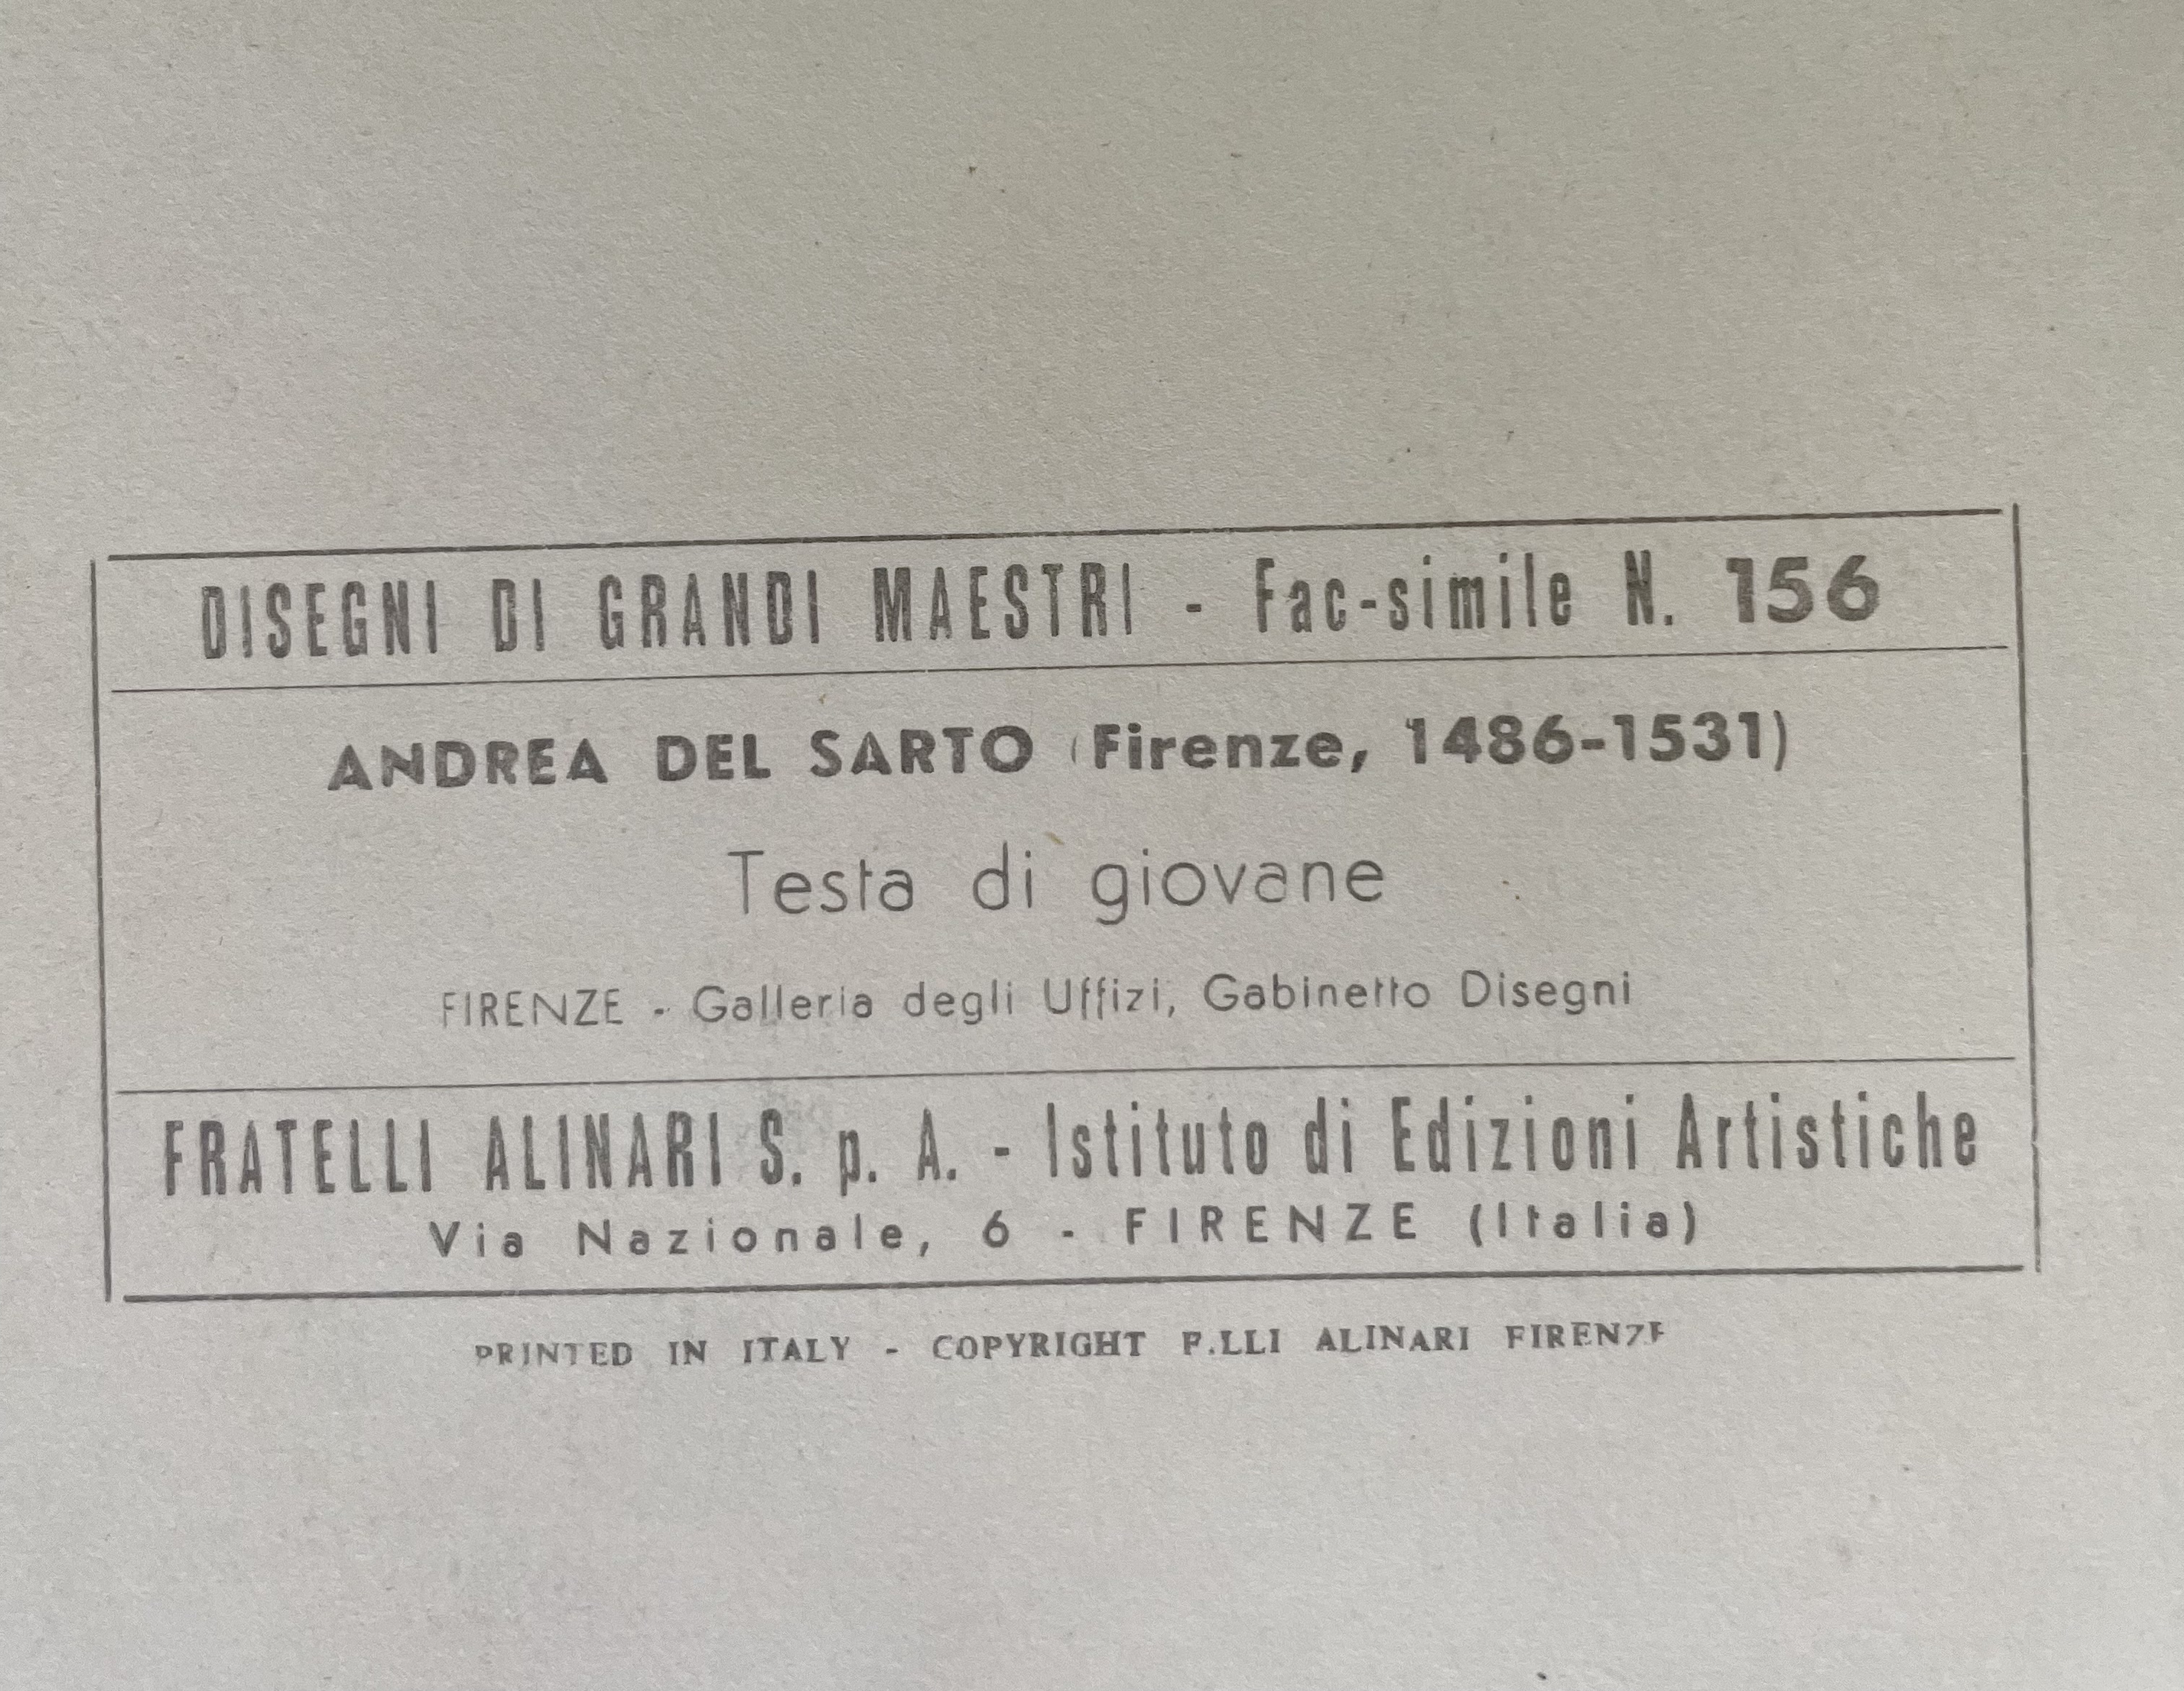 DISEGNI DI GRANDI MAESTRI - Fac-simile N. 156
ANDREA DEL SARTO (Firenze, 1486-1531)
Testa di giovane
FIRENZE - Galleria degli Uffizi, Gabinetto Disegni
FRATELLI ALINARI S. p. A. - Istituto di Edizioni Artistiche
Via Nazionale, 6 - FIRENZE (Italia)
PRINTED IN ITALY - COPYRIGHT F.LLI ALINARI FIRENZE